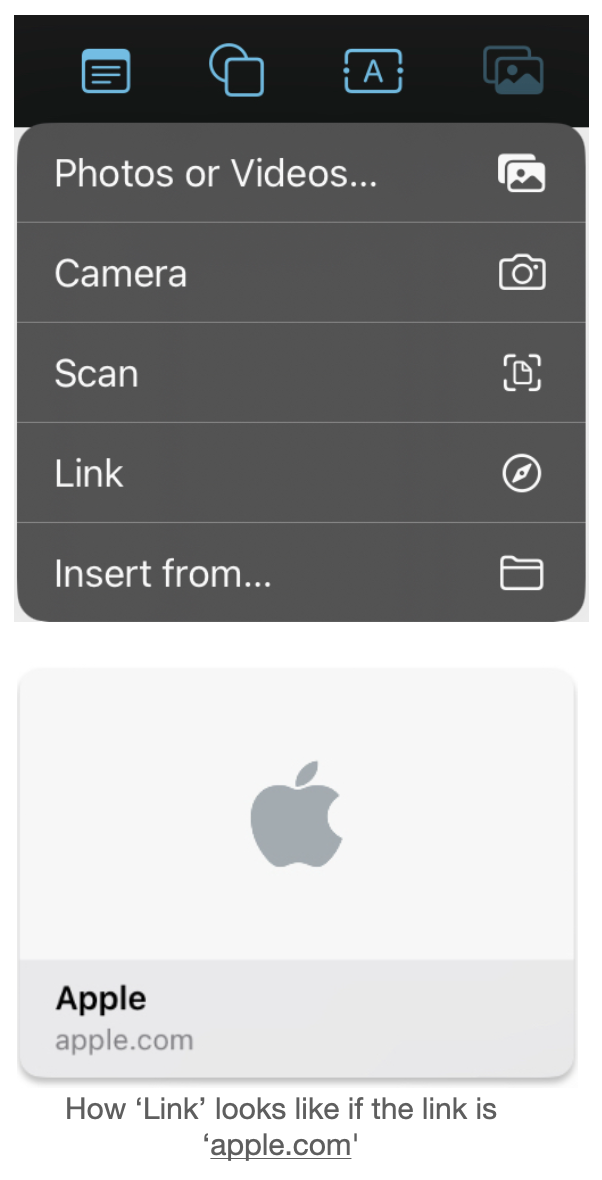 A
Photos or Videos...
Camera
Scan
Link
Insert from...
Apple
apple.com
How ‘Link’ looks like if the link is
‘apple.com'